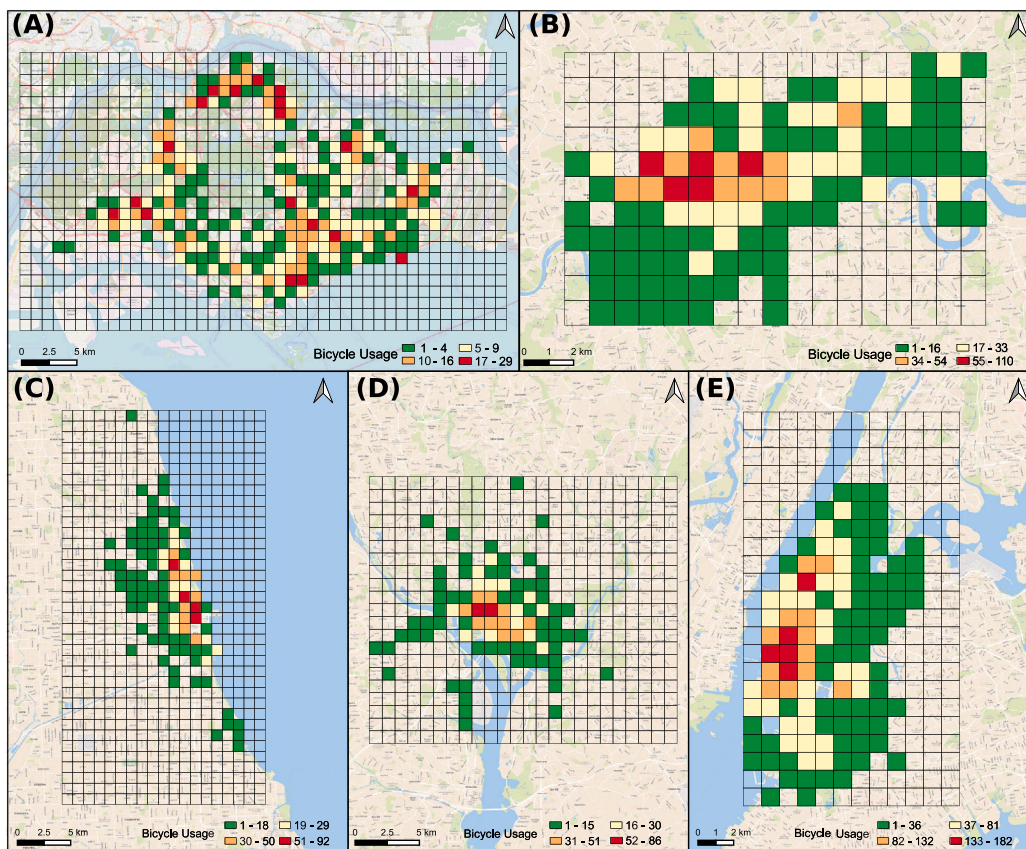 (A)
0 2.5 5 km
Bicycle Usage
1 - 4 5 - 9
10 - 16 17 - 29
(B)
0 1 2 km
Bicycle Usage
1 - 16 17 - 33
34 - 54 55 - 110
(C)
0 2.5 5 km
Bicycle Usage
1 - 18 19 - 29
30 - 50 51 - 92
(D)
0 2.5 5 km
Bicycle Usage
1 - 15 16 - 30
31 - 51 52 - 86
(E)
0 1 2 km
Bicycle Usage
1 - 36 37 - 81
82 - 132 133 - 182